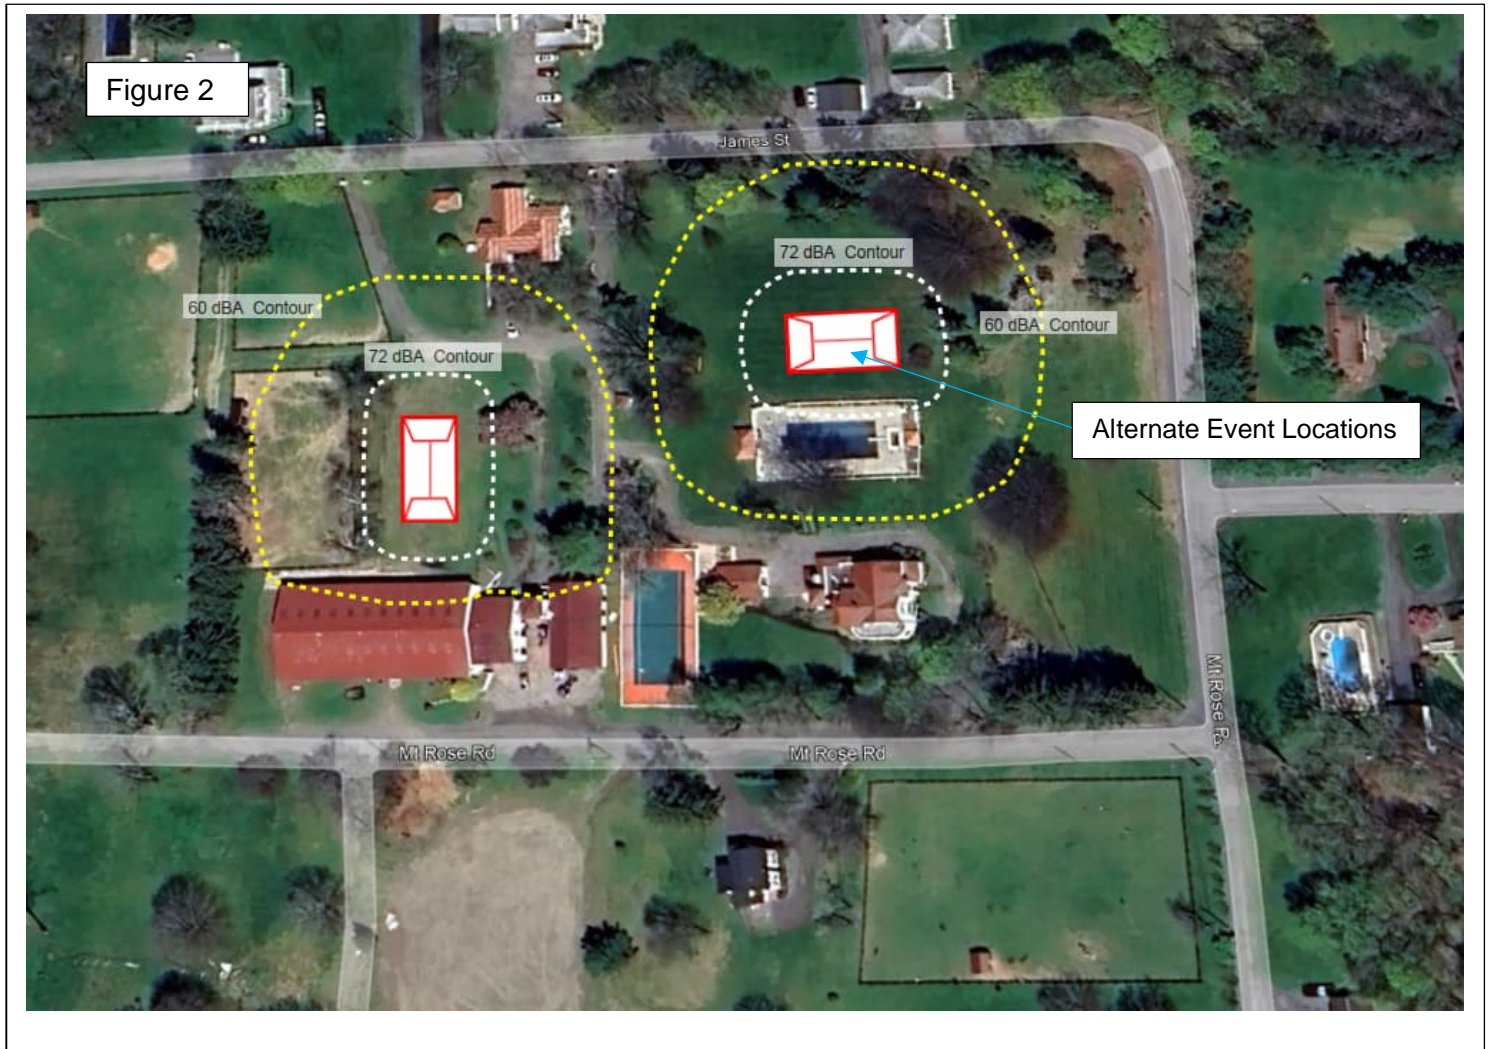 Figure 2
James St
72 dBA Contour
60 dBA Contour
60 dBA Contour
72 dBA Contour
Alternate Event Locations
Mt Rose Rd
Mt Rose Rd
Mt Rose Rd